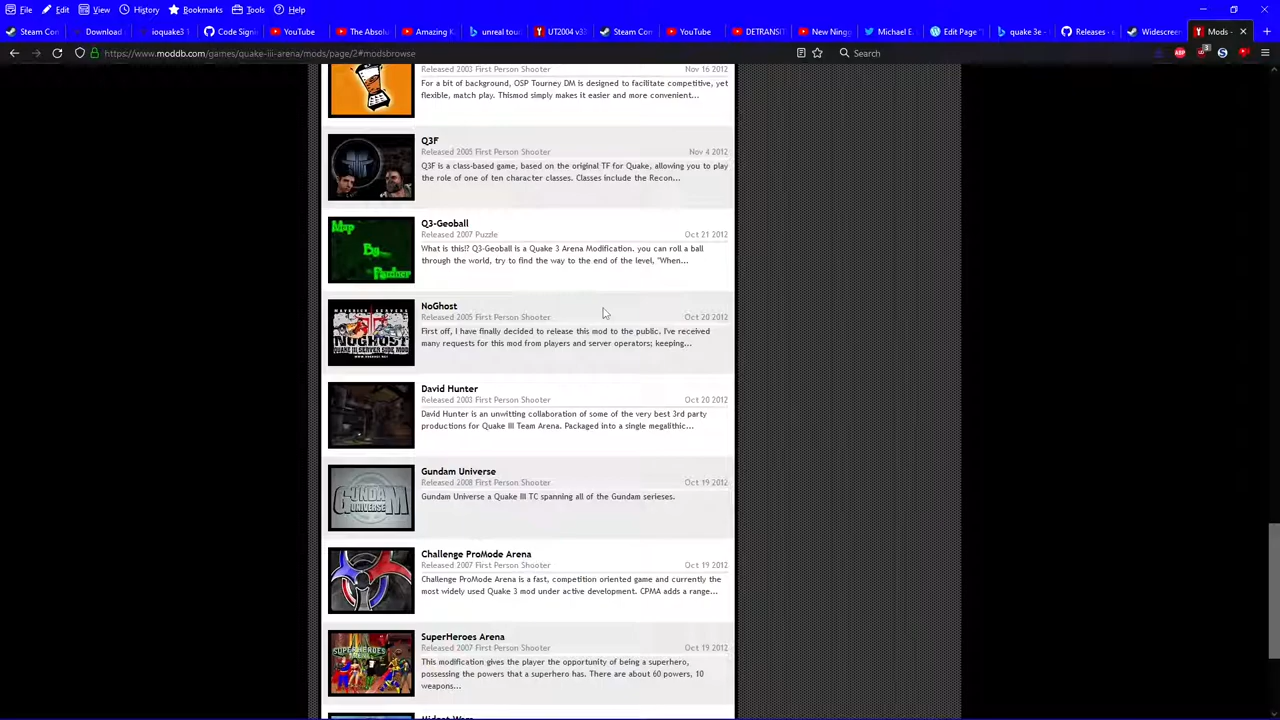 File Edit View History Bookmarks Tools Help
Steam Con Download ioquake3 1 Code Signi YouTube The Absolu Amazing K unreal tou UT2004 v33 Steam Con YouTube DETRANSIT New Ningg Michael E. Edit Page quake 3e - Releases - Widescreen Mods -
https://www.moddb.com/games/quake-iii-arena/mods/page/2#modsbrowse Search
Released 2003 First Person Shooter Nov 16 2012
For a bit of background, OSP Tourney DM is designed to facilitate competitive, yet
flexible, match play. Thismod simply makes it easier and more convenient...
Q3F
Released 2005 First Person Shooter Nov 4 2012
Q3F is a class-based game, based on the original TF for Quake, allowing you to play
the role of one of ten character classes. Classes include the Recon...
Map
By
Q3-Geoball
Released 2007 Puzzle Oct 21 2012
What is this!? Q3-Geoball is a Quake 3 Arena Modification. you can roll a ball
through the world, try to find the way to the end of the level, "When...
NOGHOST
NoGhost
Released 2005 First Person Shooter Oct 20 2012
First off, I have finally decided to release this mod to the public. I've received
many requests for this mod from players and server operators; keeping...
David Hunter
Released 2003 First Person Shooter Oct 20 2012
David Hunter is an unwitting collaboration of some of the very best 3rd party
productions for Quake III Team Arena. Packaged into a single megalithic...
GUNDAM
UNIVERSE
Gundam Universe
Released 2008 First Person Shooter Oct 19 2012
Gundam Universe a Quake III TC spanning all of the Gundam serieses.
Challenge ProMode Arena
Released 2007 First Person Shooter Oct 19 2012
Challenge ProMode Arena is a fast, competition oriented game and currently the
most widely used Quake 3 mod under active development. CPMA adds a range...
SUPERHEROES
ARENA
SuperHeroes Arena
Released 2007 First Person Shooter Oct 19 2012
This modification gives the player the opportunity of being a superhero,
possessing the powers that a superhero has. There are about 60 powers, 10
weapons...